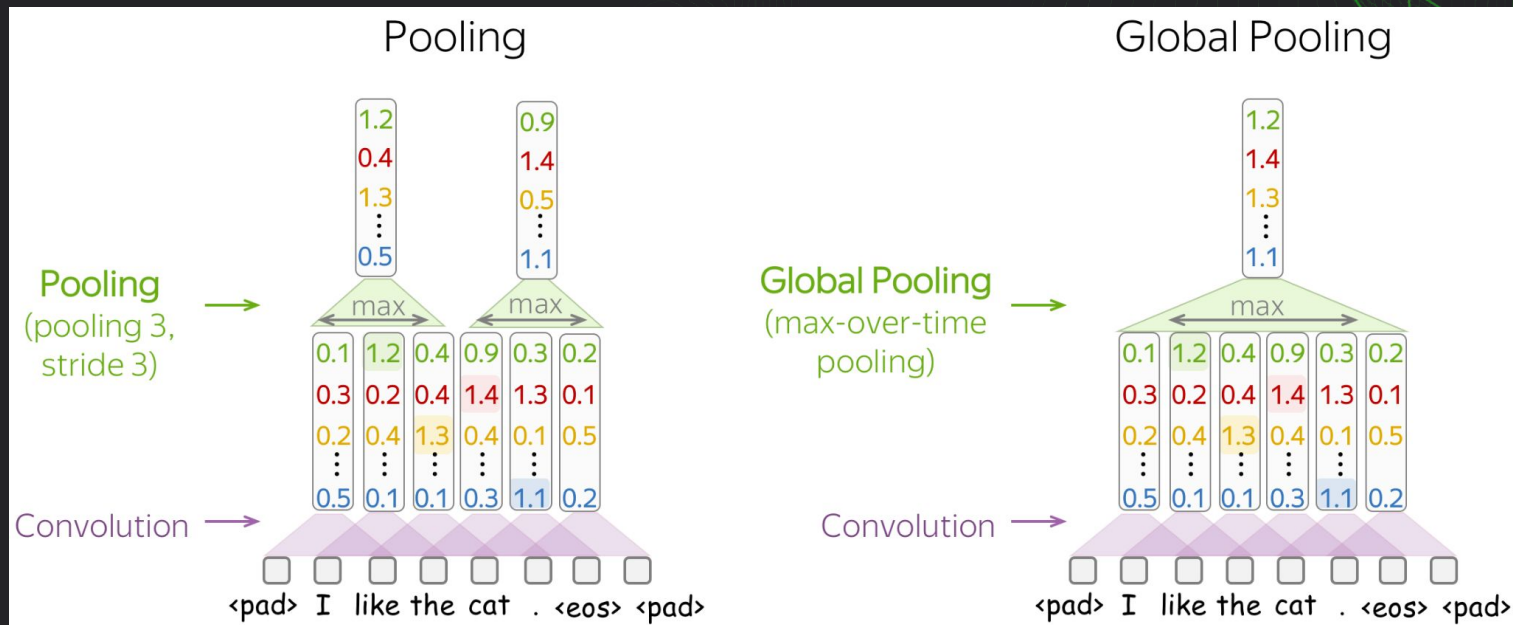 Pooling
1.2 0.9
0.4 1.4
1.3 0.5
0.5 1.1
Pooling
(pooling 3,
stride 3)
max max
0.1 1.2 0.4 0.9 0.3 0.2
0.3 0.2 0.4 1.4 1.3 0.1
0.2 0.4 1.3 0.4 0.1 0.5
0.5 0.1 0.1 0.3 1.1 0.2
Convolution
<pad> I like the cat . <eos> <pad>
Global Pooling
1.2
1.4
1.3
1.1
Global Pooling
(max-over-time
pooling)
max
0.1 1.2 0.4 0.9 0.3 0.2
0.3 0.2 0.4 1.4 1.3 0.1
0.2 0.4 1.3 0.4 0.1 0.5
0.5 0.1 0.1 0.3 1.1 0.2
Convolution
<pad> I like the cat . <eos> <pad>